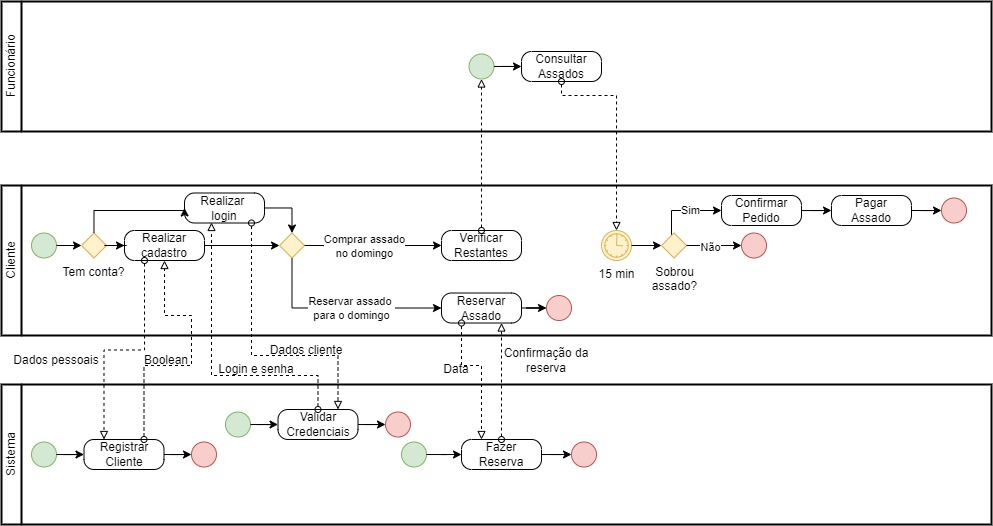 Funcionário
Consultar
Assados
Cliente
Realizar
login
Realizar
cadastro
Tem conta?
Comprar assado
no domingo
Verificar
Restantes
Reservar assado
para o domingo
Reservar
Assado
15 min
Sobrou
assado?
Sim
Não
Confirmar
Pedido
Pagar
Assado
Dados pessoais
Boolean
Dados cliente
Login e senha
Data
Confirmação da
reserva
Sistema
Registrar
Cliente
Validar
Credenciais
Fazer
Reserva